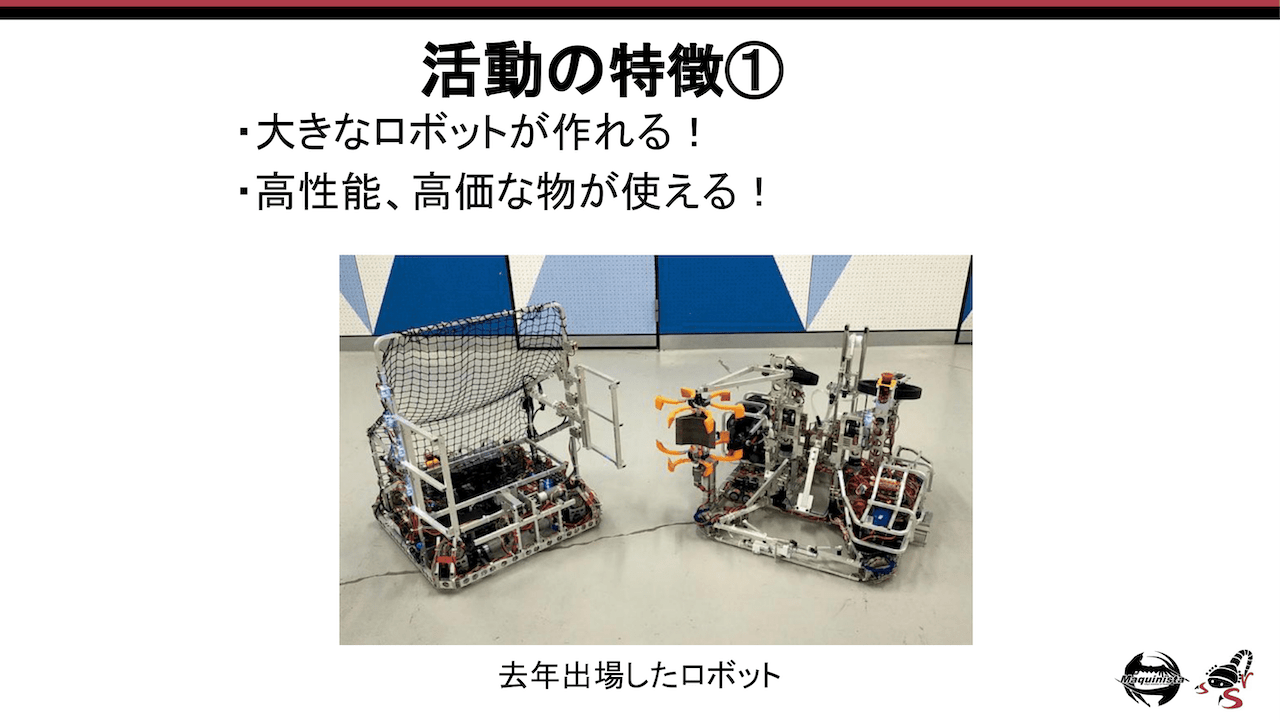 活動の特徴①
・大きなロボットが作れる！
・高性能、高価な物が使える！
去年出場したロボット
Maquinista
SSR